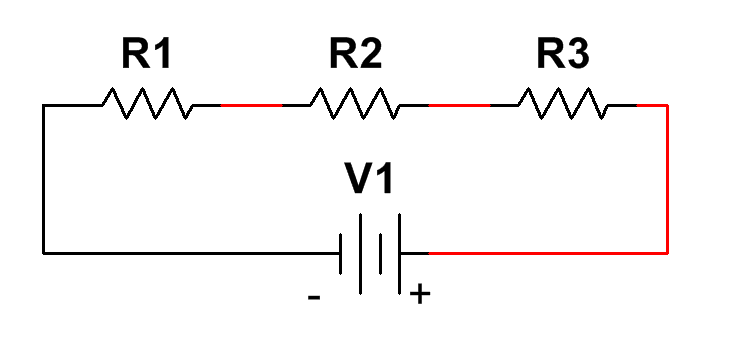 R1 R2 R3
V1
- +